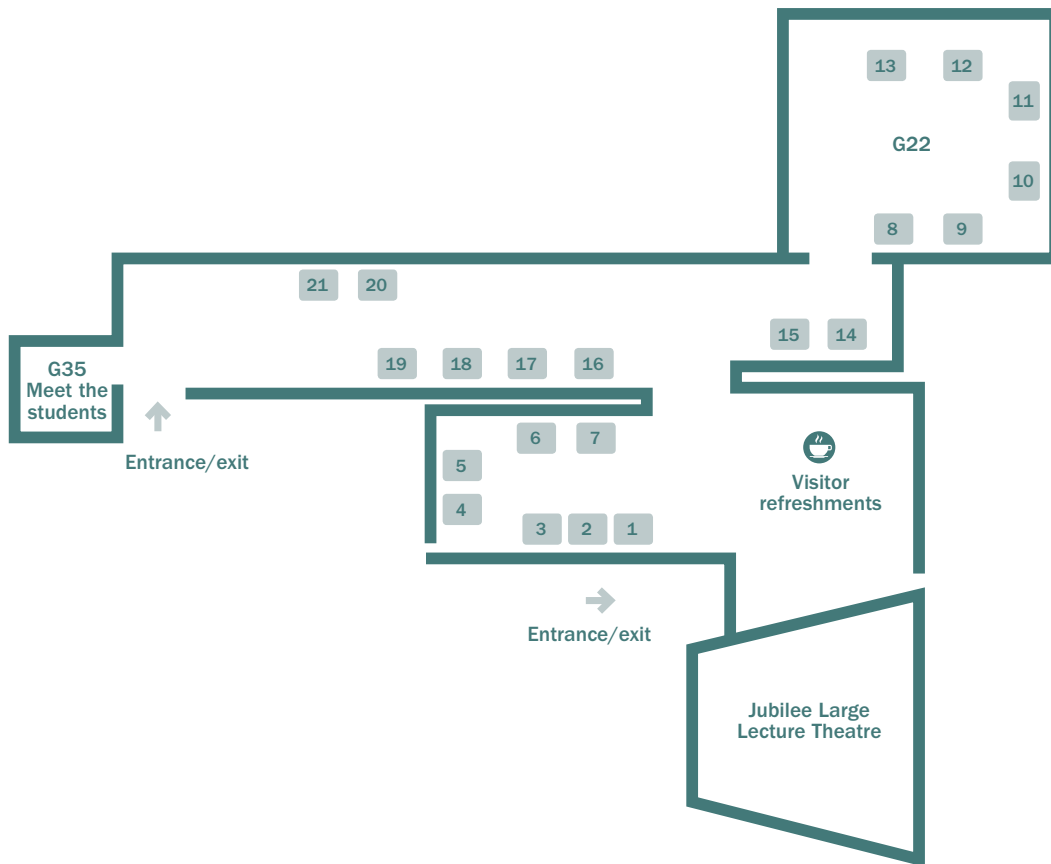 13
12
11
G22
10
8
9
21
20
15
14
19
18
17
16
G35
Meet the
students
6
7
Entrance/exit
5
Visitor
refreshments
4
3
2
1
Entrance/exit
Jubilee Large
Lecture Theatre